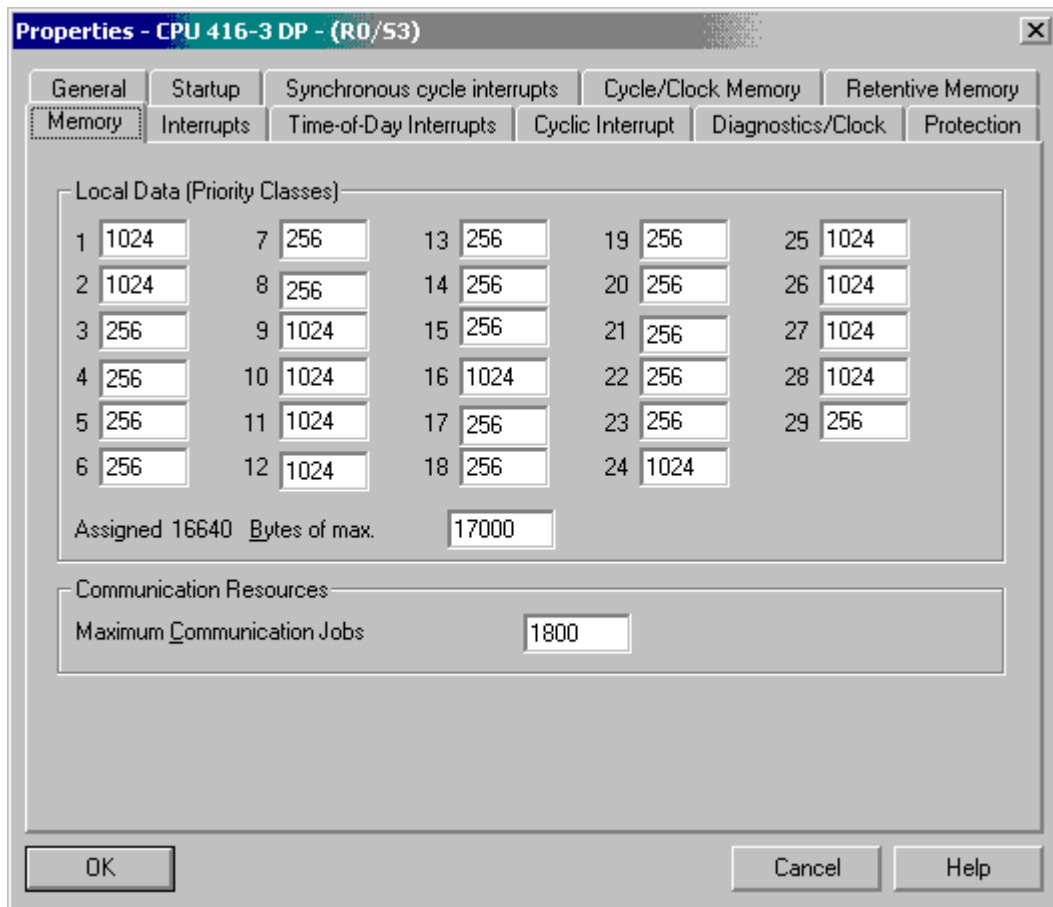 Properties - CPU 416-3 DP - (R0/S3)
General Startup Synchronous cycle interrupts Cycle/Clock Memory Retentive Memory
Memory Interrupts Time-of-Day Interrupts Cyclic Interrupt Diagnostics/Clock Protection
Local Data (Priority Classes)
1 1024 7 256 13 256 19 256 25 1024
2 1024 8 256 14 256 20 256 26 1024
3 256 9 1024 15 256 21 256 27 1024
4 256 10 1024 16 1024 22 256 28 1024
5 256 11 1024 17 256 23 256 29 256
6 256 12 1024 18 256 24 1024
Assigned 16640 Bytes of max. 17000
Communication Resources
Maximum Communication Jobs 1800
OK Cancel Help